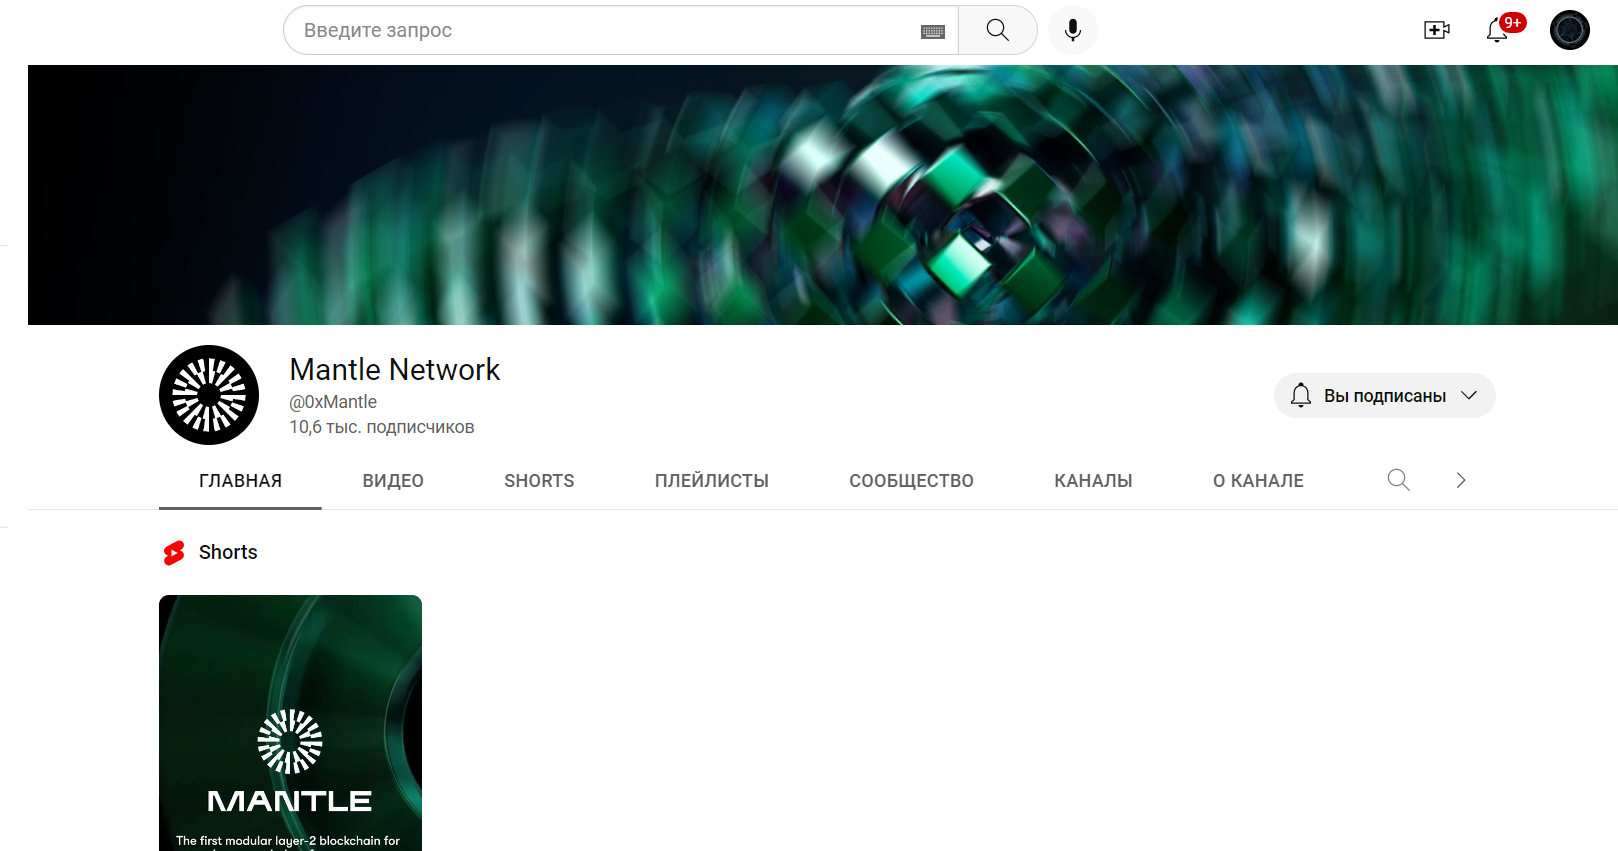 Введите запрос
9+
Mantle Network
@0xMantle
10,6 тыс. подписчиков
Вы подписаны
ГЛАВНАЯ
ВИДЕО
SHORTS
ПЛЕЙЛИСТЫ
СООБЩЕСТВО
КАНАЛЫ
О КАНАЛЕ
Shorts
MANTLE
The first modular layer-2 blockchain for